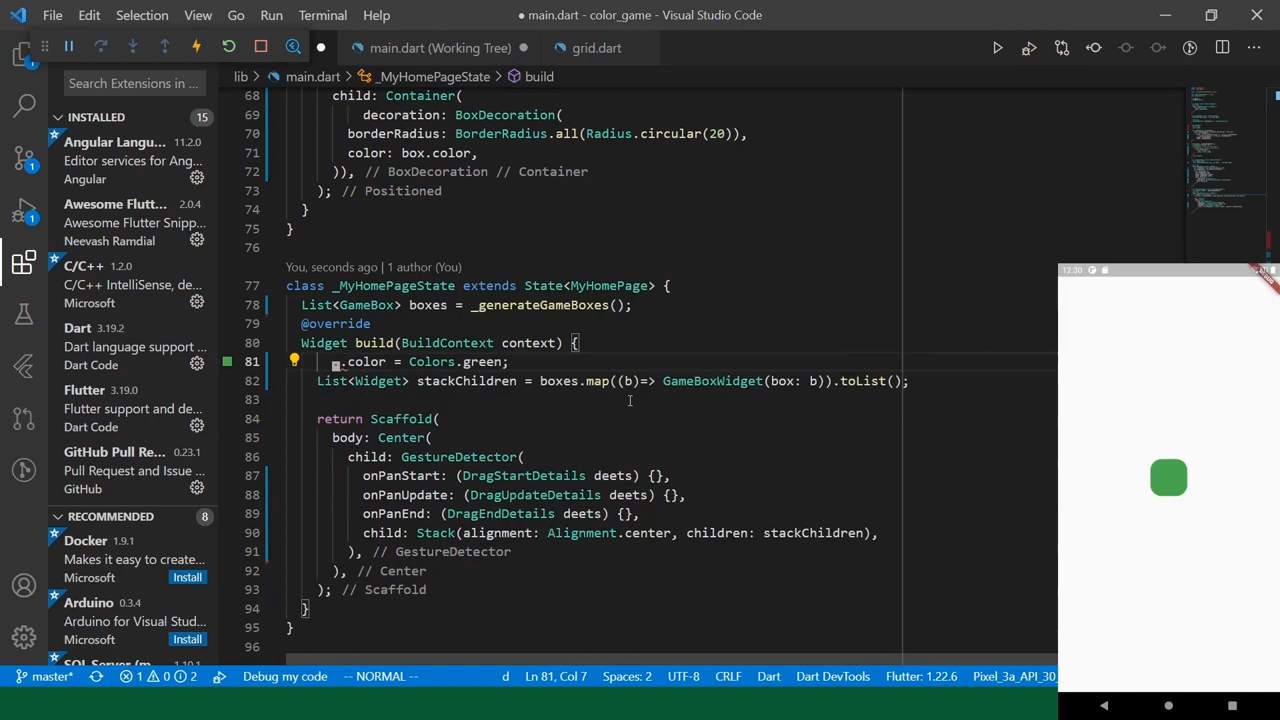 File Edit Selection View Go Run Terminal Help
● main.dart - color_game - Visual Studio Code
main.dart (Working Tree) ●
grid.dart
lib > main.dart > _MyHomePageState > build
Search Extensions in ...
INSTALLED 15
Angular Langu... 11.2.0
Editor services for Ang...
Angular
Awesome Flutt... 2.0.4
Awesome Flutter Snipp...
Neevash Ramdial
C/C++ 1.2.0
C/C++ IntelliSense, de...
Microsoft
Dart 3.19.2
Dart language support ...
Dart Code
Flutter 3.19.0
Flutter support and de...
Dart Code
GitHub Pull Re... 0.23.1
Pull Request and Issue ...
GitHub
RECOMMENDED 8
Docker 1.9.1
Makes it easy to create...
Microsoft Install
Arduino 0.3.4
Arduino for Visual Stud...
Microsoft Install
68 child: Container(
69 decoration: BoxDecoration(
70 borderRadius: BorderRadius.all(Radius.circular(20)),
71 color: box.color,
72 )), // BoxDecoration // Container
73 ); // Positioned
74 }
75 }
76
You, seconds ago | 1 author (You)
77 class _MyHomePageState extends State<MyHomePage> {
78 List<GameBox> boxes = _generateGameBoxes();
79 @override
80 Widget build(BuildContext context) {
81 .color = Colors.green;
82 List<Widget> stackChildren = boxes.map((b)=> GameBoxWidget(box: b)).toList();
83
84 return Scaffold(
85 body: Center(
86 child: GestureDetector(
87 onPanStart: (DragStartDetails deets) {},
88 onPanUpdate: (DragUpdateDetails deets) {},
89 onPanEnd: (DragEndDetails deets) {},
90 child: Stack(alignment: Alignment.center, children: stackChildren),
91 ), // GestureDetector
92 ), // Center
93 ); // Scaffold
94 }
95 }
96
12:30
master* 1 0 2 Debug my code -- NORMAL -- d Ln 81, Col 7 Spaces: 2 UTF-8 CRLF Dart Dart DevTools Flutter: 1.22.6 Pixel_3a_API_30_